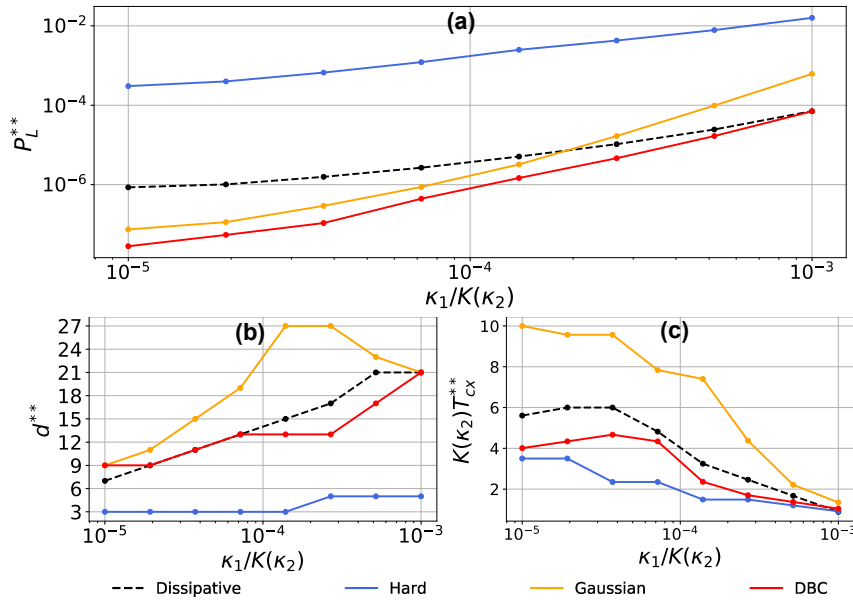 (a)
10⁻²
10⁻⁴
10⁻⁶
P_L^**
10⁻⁵
10⁻⁴
10⁻³
κ₁/K(κ₂)
(b)
27
24
21
18
15
12
9
6
3
d^**
10⁻⁵
10⁻⁴
10⁻³
κ₁/K(κ₂)
(c)
10
8
6
4
2
K(κ₂)T_cx^**
10⁻⁵
10⁻⁴
10⁻³
κ₁/K(κ₂)
Dissipative Hard Gaussian DBC